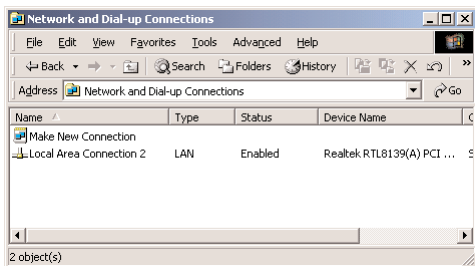 Network and Dial-up Connections
File Edit View Favorites Tools Advanced Help
Back Search Folders History »
Address Network and Dial-up Connections Go
Name Type Status Device Name
Make New Connection
Local Area Connection 2 LAN Enabled Realtek RTL8139(A) PCI ...
2 object(s)